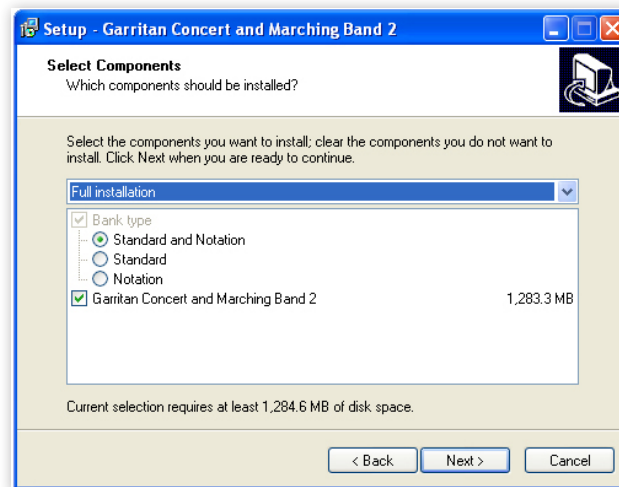 Setup - Garritan Concert and Marching Band 2
Select Components
Which components should be installed?
Select the components you want to install; clear the components you do not want to
install. Click Next when you are ready to continue.
Full installation
Bank type
Standard and Notation
Standard
Notation
Garritan Concert and Marching Band 2 1,283.3 MB
Current selection requires at least 1,284.6 MB of disk space.
< Back Next > Cancel